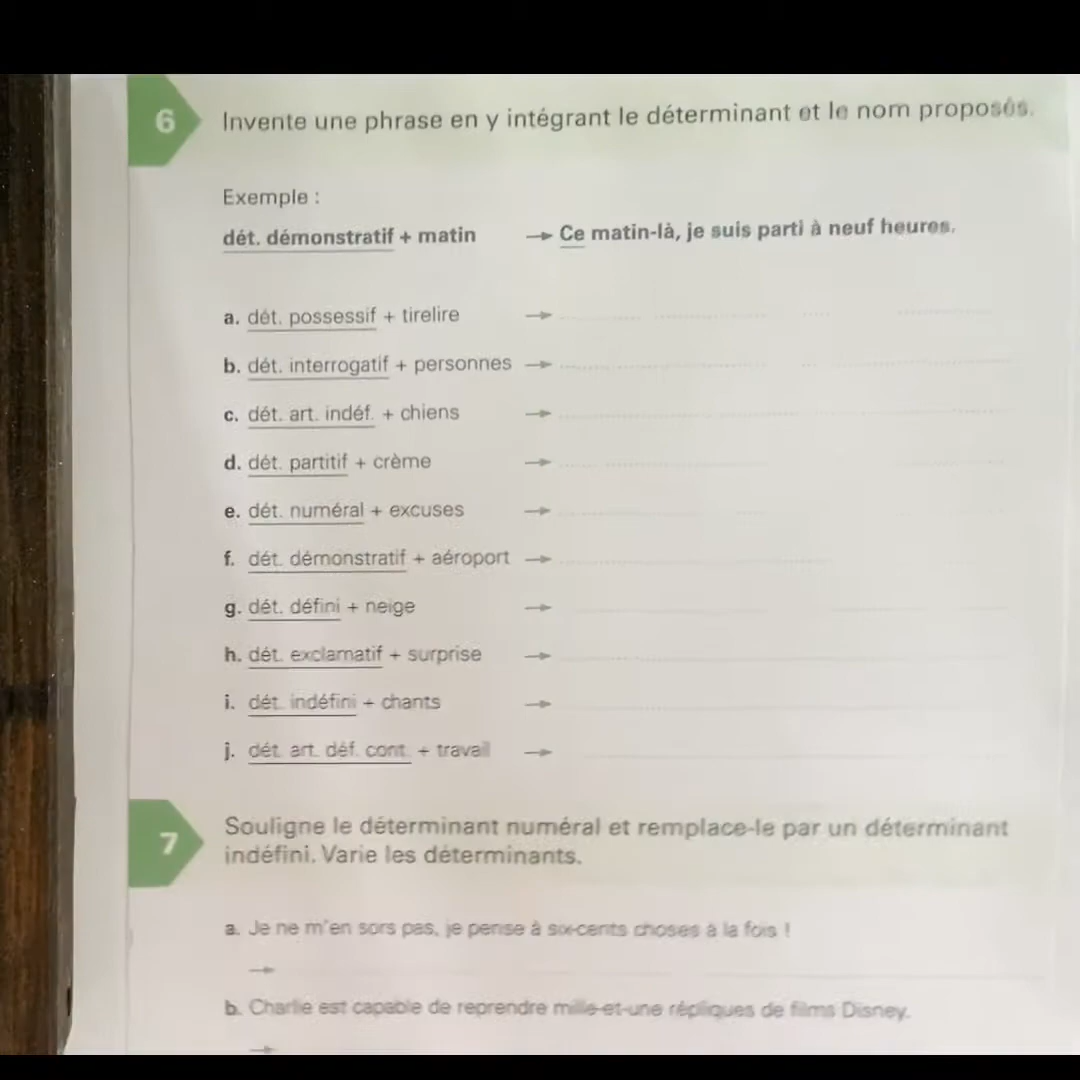 6 Invente une phrase en y intégrant le déterminant et le nom proposés.
Exemple :
dét. démonstratif + matin → Ce matin-là, je suis parti à neuf heures.
a. dét. possessif + tirelire →
b. dét. interrogatif + personnes →
c. dét. art. indéf. + chiens →
d. dét. partitif + crème →
e. dét. numéral + excuses →
f. dét. démonstratif + aéroport →
g. dét. défini + neige →
h. dét. exclamatif + surprise →
i. dét. indéfini + chants →
j. dét. art. déf. cont. + travail →
7 Souligne le déterminant numéral et remplace-le par un déterminant
indéfini. Varie les déterminants.
a. Je ne m'en sors pas, je pense à six-cents choses à la fois !
→
b. Charlie est capable de reprendre mille-et-une répliques de films Disney.
→